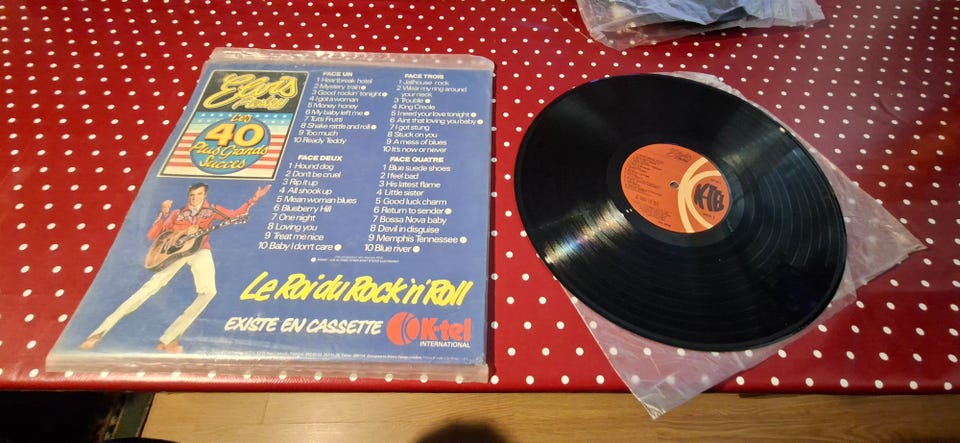 Elvis
Presley
Les
40
Plus Grands
Succès
FACE UN
1 Heartbreak hotel
2 Mystery train
3 Good rockin' tonight
4 I got a woman
5 Money honey
6 My baby left me
7 Tutti Frutti
8 Shake rattle and roll
9 Too much
10 Ready Teddy
FACE DEUX
1 Hound dog
2 Don't be cruel
3 Rip it up
4 All shook up
5 Mean woman blues
6 Blueberry Hill
7 One night
8 Loving you
9 Treat me nice
10 Baby I don't care
FACE TROIS
1 Jailhouse rock
2 Wear my ring around
your neck
3 Trouble
4 King Creole
5 I need your love tonight
6 Aint that loving you baby
7 I got stung
8 Stuck on you
9 A mess of blues
10 It's now or never
FACE QUATRE
1 Blue suede shoes
2 I feel bad
3 His latest flame
4 Little sister
5 Good luck charm
6 Return to sender
7 Bossa Nova baby
8 Devil in disguise
9 Memphis Tennessee
10 Blue river
Le Roi du Rock'n'Roll
EXISTE EN CASSETTE
K-tel
INTERNATIONAL